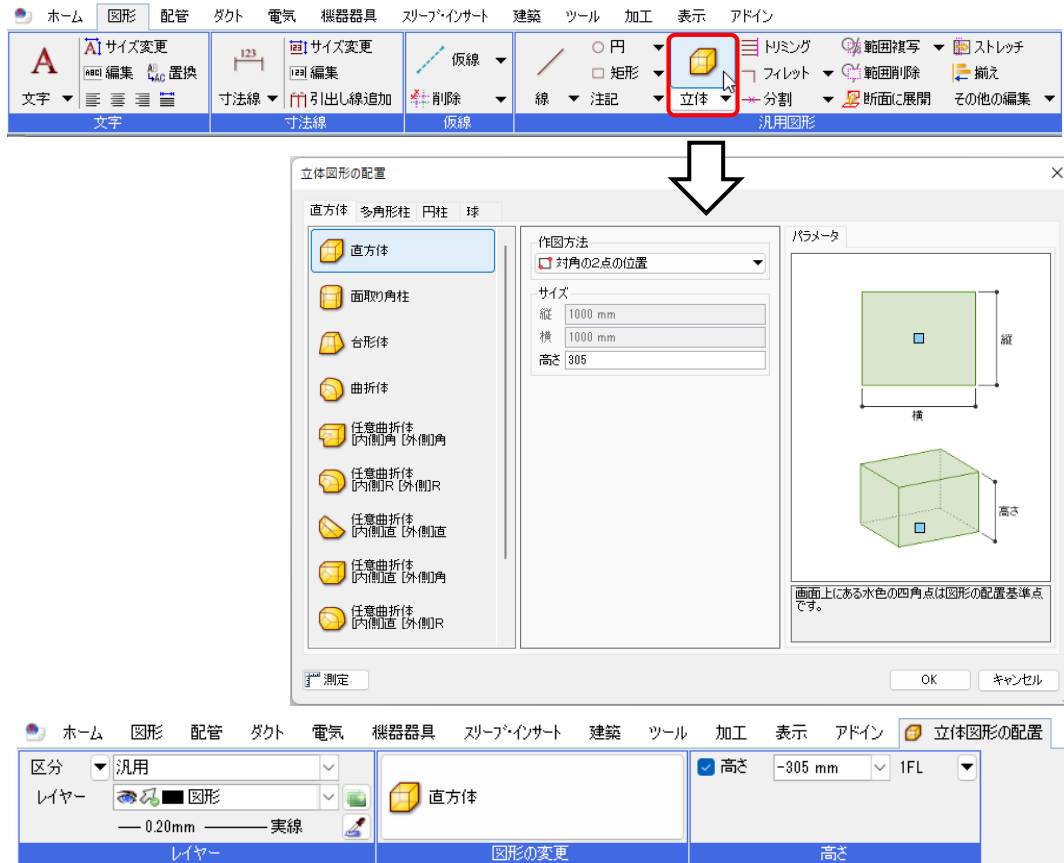 ホーム 図形 配管 ダクト 電気 機器器具 スリーブ・インサート 建築 ツール 加工 表示 アドイン
A サイズ変更 123 サイズ変更 仮線 円 トリミング 範囲複写 ストレッチ
ABC 編集 AB AC 置換 123 編集 矩形 フィレット 範囲削除 揃え
文字 寸法線 引出し線追加 削除 線 注記 立体 分割 断面に展開 その他の編集
文字 寸法線 仮線 汎用図形
立体図形の配置
直方体 多角形柱 円柱 球
直方体
面取り角柱
台形体
曲折体
任意曲折体
[内側]角 [外側]角
任意曲折体
[内側]R [外側]R
任意曲折体
[内側]直 [外側]直
任意曲折体
[内側]直 [外側]角
任意曲折体
[内側]直 [外側]R
作図方法
対角の2点の位置
サイズ
縦 1000 mm
横 1000 mm
高さ 305
パラメータ
縦
横
高さ
画面上にある水色の四角点は図形の配置基準点
です。
測定 OK キャンセル
ホーム 図形 配管 ダクト 電気 機器器具 スリーブ・インサート 建築 ツール 加工 表示 アドイン 立体図形の配置
区分 汎用 直方体 高さ -305 mm 1FL
レイヤー 図形
0.20mm 実線
レイヤー 図形の変更 高さ